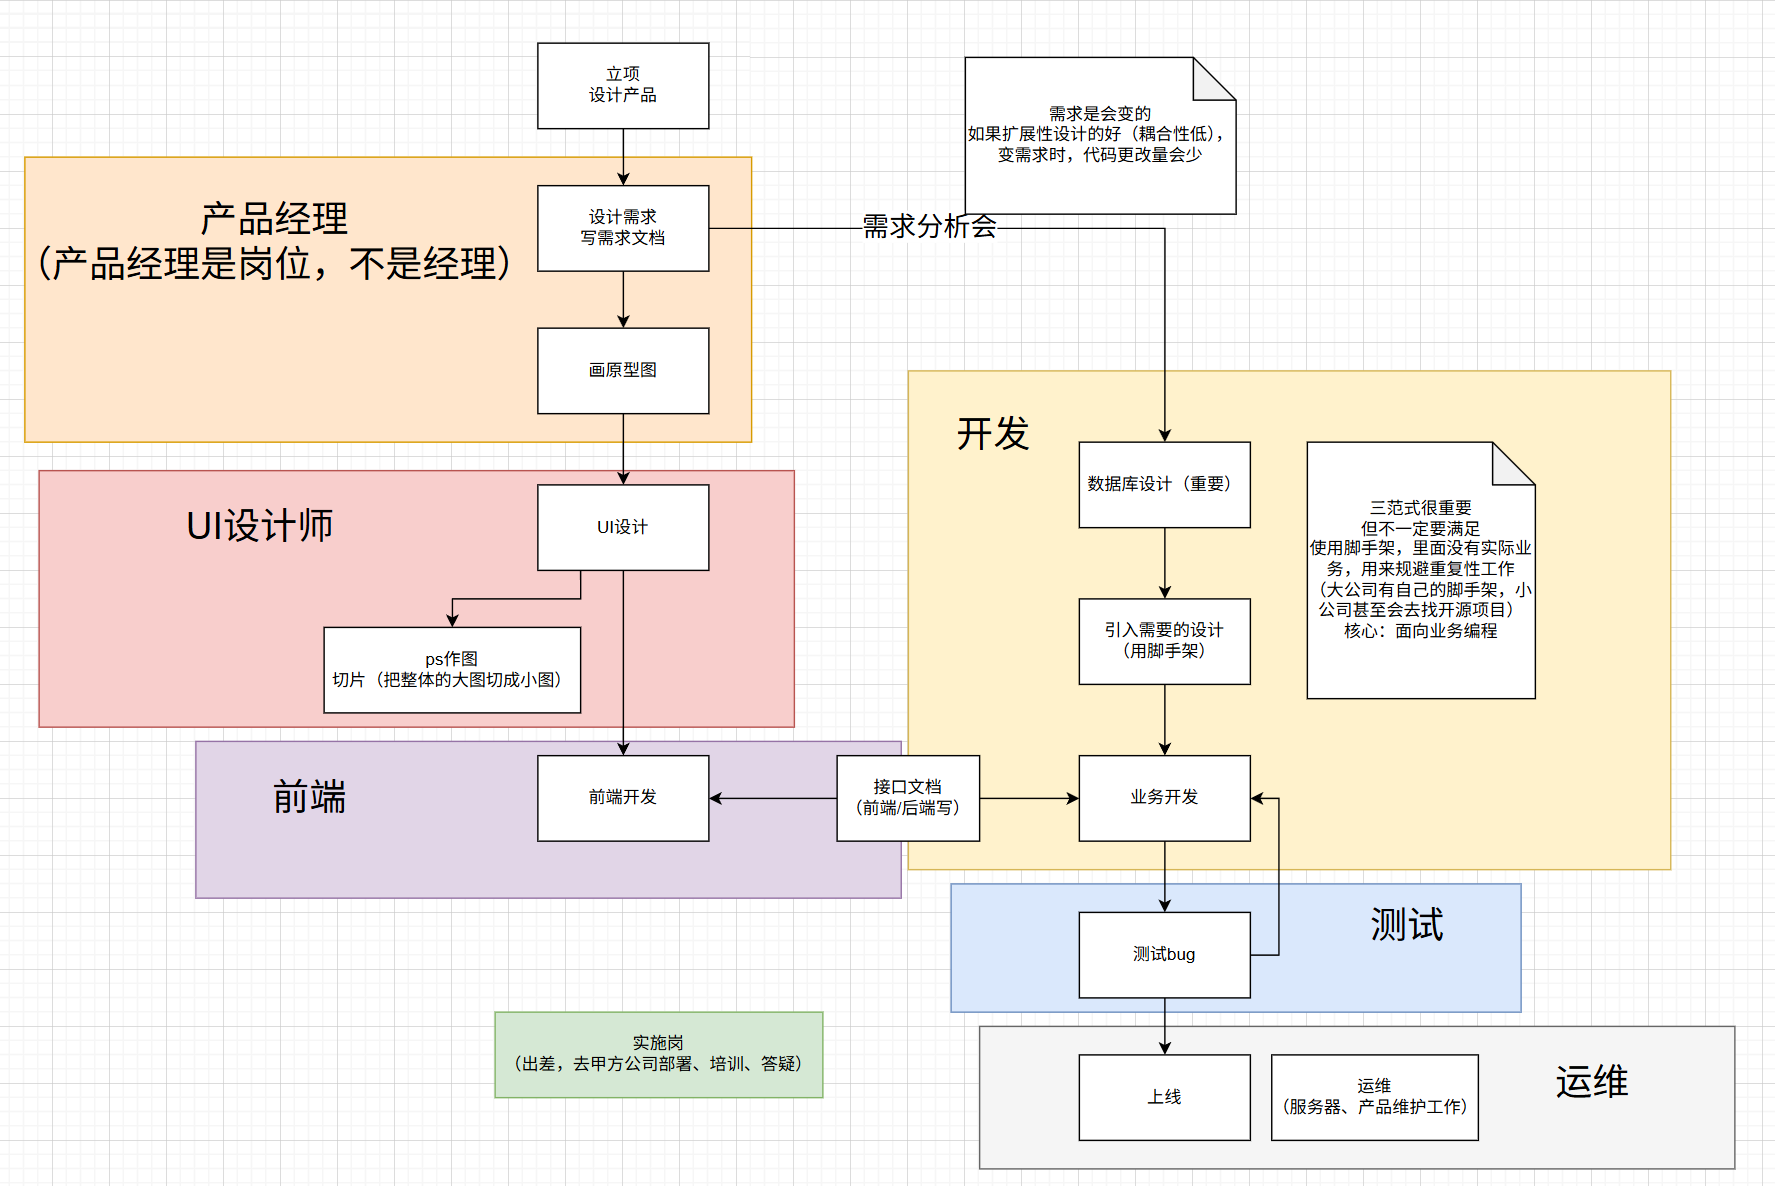 立项
设计产品
需求是会变的
如果扩展性设计的好（耦合性低），
变需求时，代码更改量会少
产品经理
（产品经理是岗位，不是经理）
设计需求
写需求文档
需求分析会
画原型图
开发
数据库设计（重要）
三范式很重要
但不一定要满足
使用脚手架，里面没有实际业
务，用来规避重复性工作
（大公司有自己的脚手架，小
公司甚至会去找开源项目）
核心：面向业务编程
UI设计师
UI设计
引入需要的设计
（用脚手架）
ps作图
切片（把整体的大图切成小图）
前端
前端开发
接口文档
（前端/后端写）
业务开发
测试
测试bug
实施岗
（出差，去甲方公司部署、培训、答疑）
上线
运维
（服务器、产品维护工作）
运维